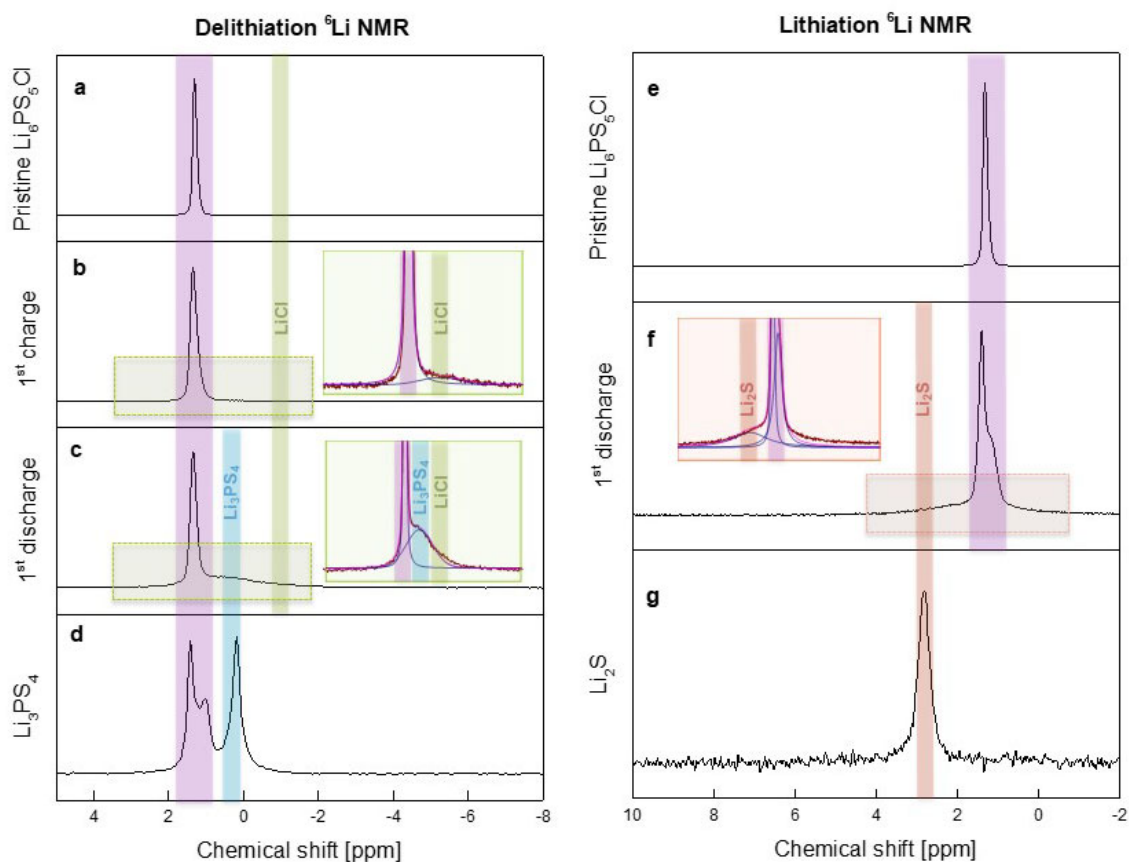 Delithiation ⁶Li NMR
a
Pristine Li₆PS₅Cl
b
1ˢᵗ charge
LiCl
LiCl
c
1ˢᵗ discharge
Li₃PS₄
Li₃PS₄
LiCl
d
Li₃PS₄
4 2 0 -2 -4 -6 -8
Chemical shift [ppm]
Lithiation ⁶Li NMR
e
Pristine Li₆PS₅Cl
f
1ˢᵗ discharge
Li₂S
Li₂S
g
Li₂S
10 8 6 4 2 0 -2
Chemical shift [ppm]